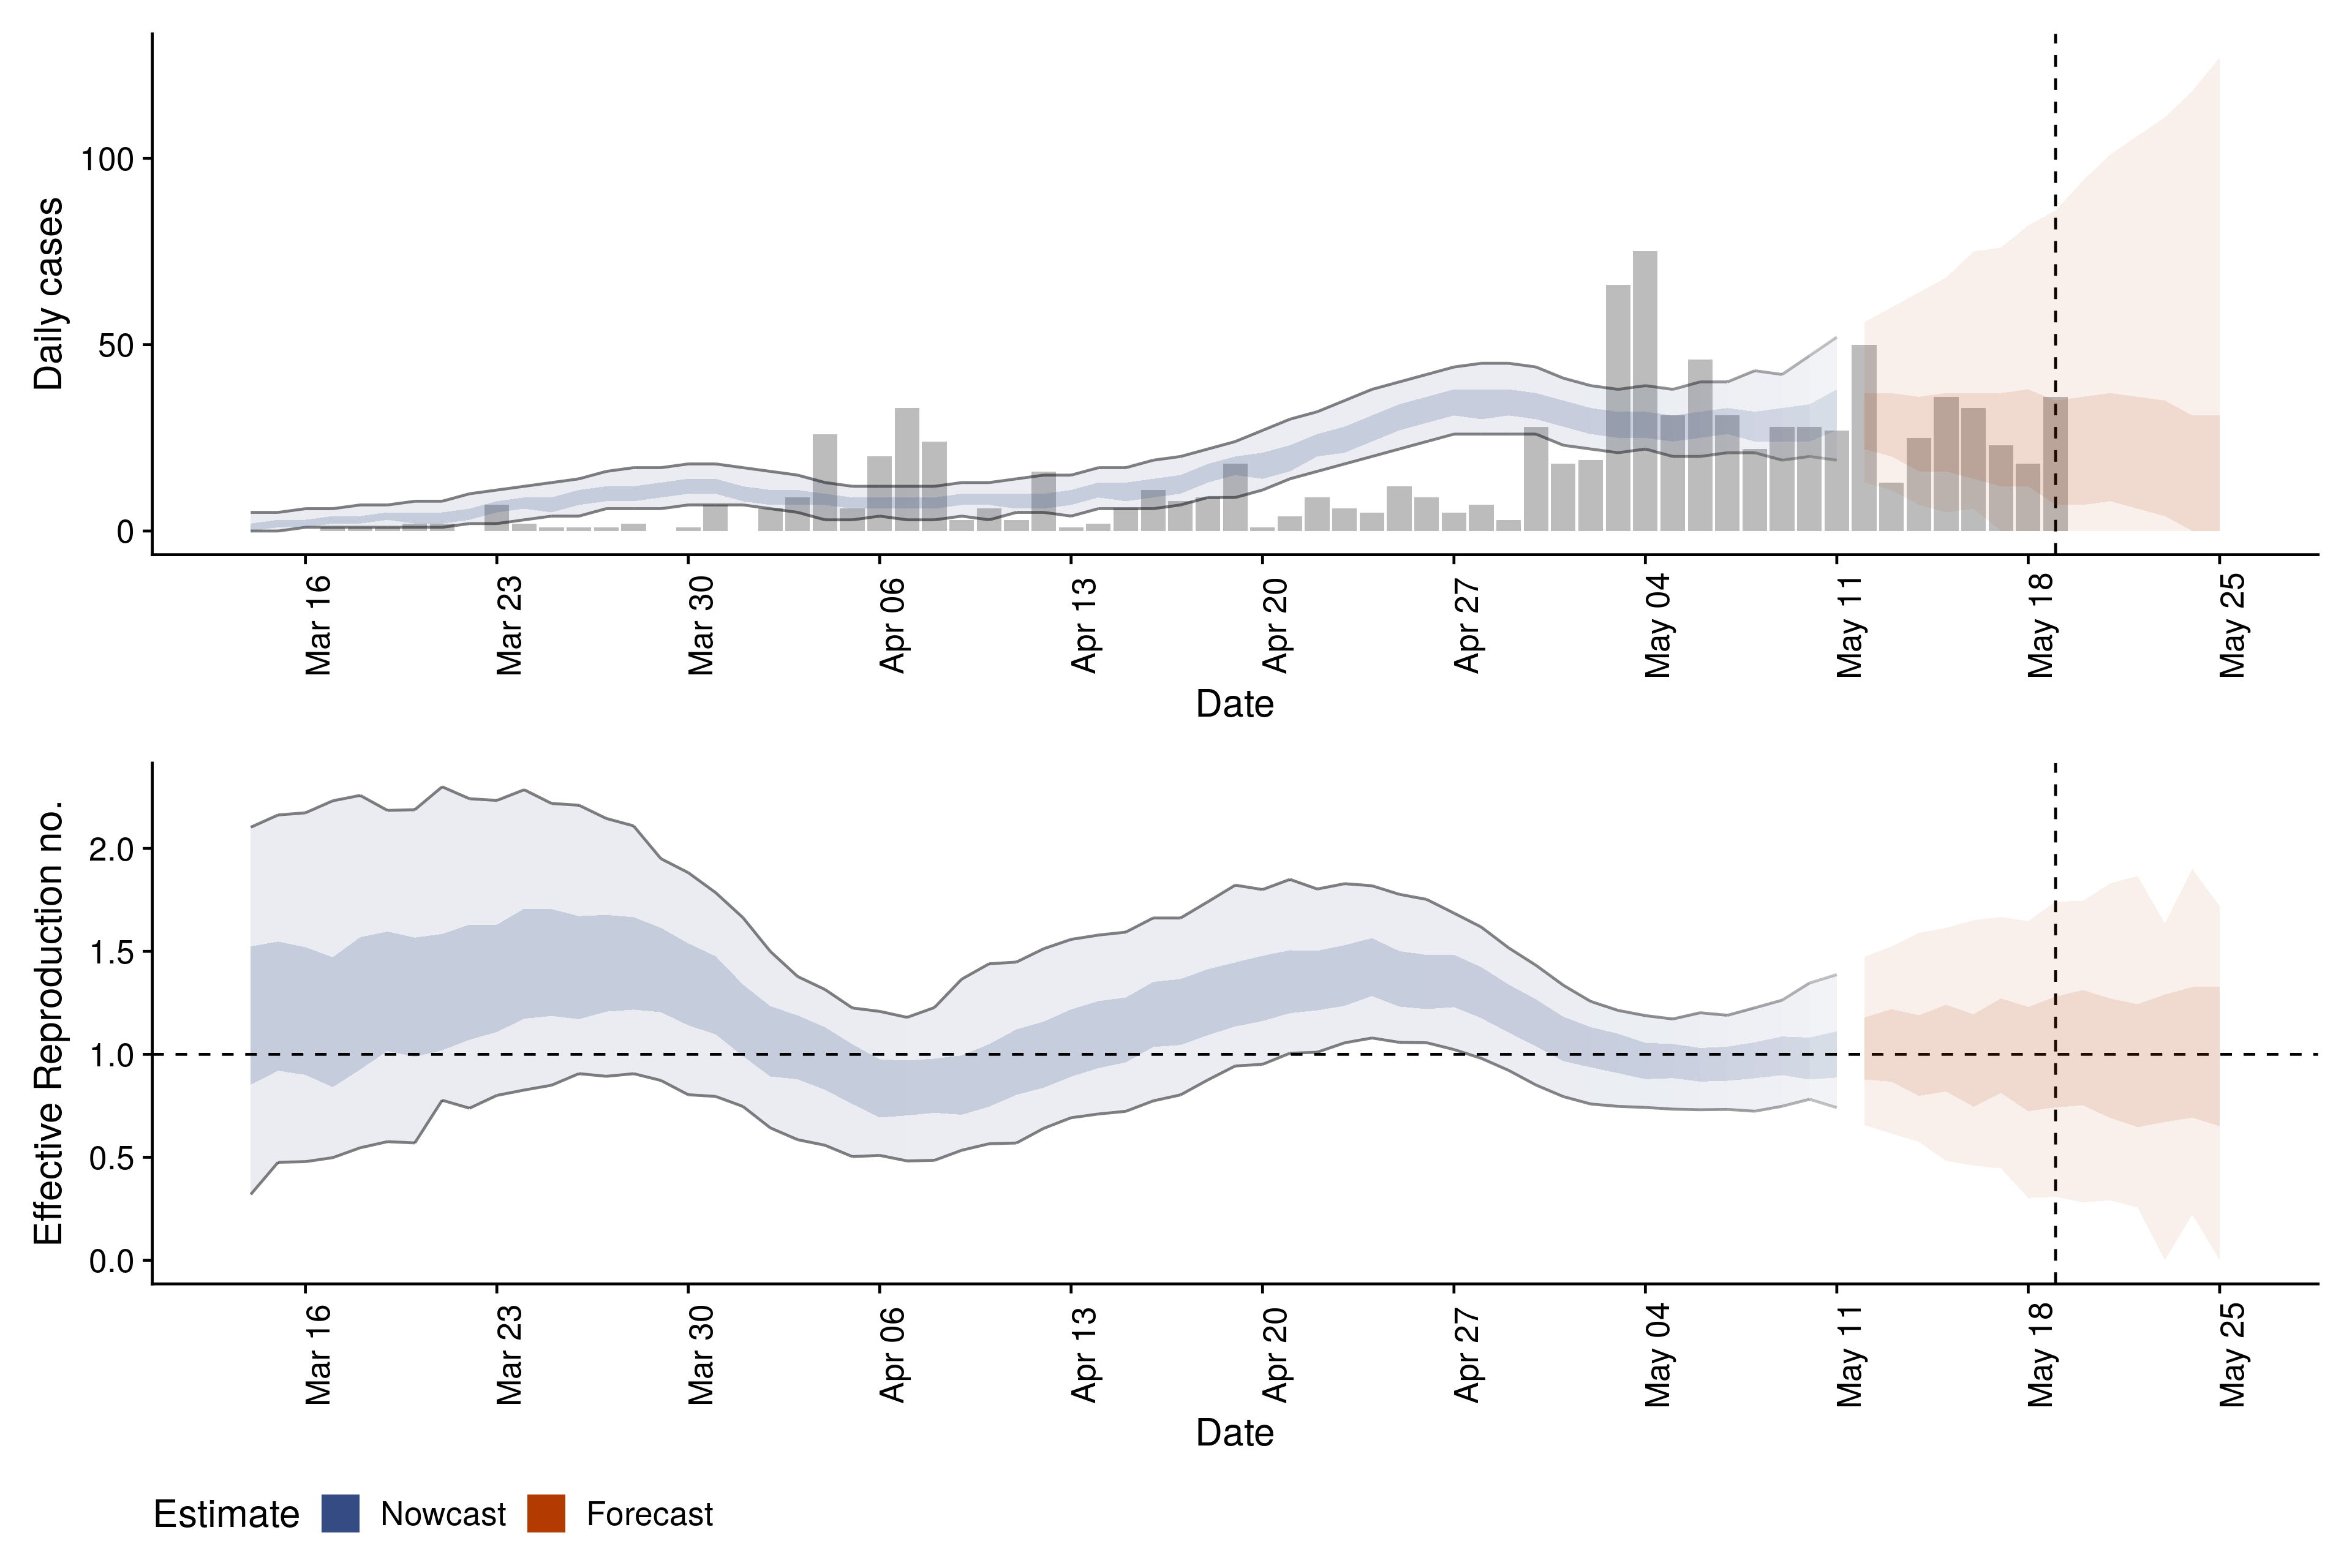 Daily cases
100
50
0
Mar 16
Mar 23
Mar 30
Apr 06
Apr 13
Apr 20
Apr 27
May 04
May 11
May 18
May 25
Date
Effective Reproduction no.
2.0
1.5
1.0
0.5
0.0
Mar 16
Mar 23
Mar 30
Apr 06
Apr 13
Apr 20
Apr 27
May 04
May 11
May 18
May 25
Date
Estimate Nowcast Forecast